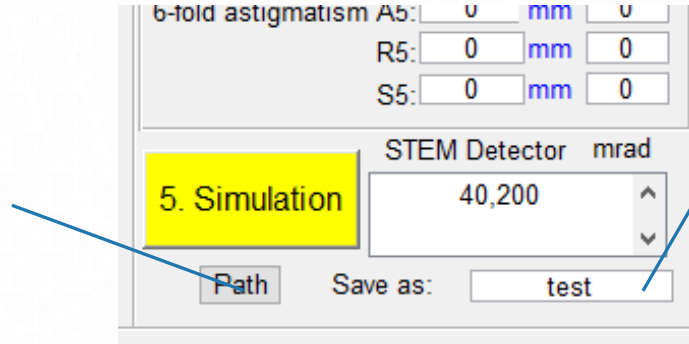 6-fold astigmatism A5: 0 mm 0
R5: 0 mm 0
S5: 0 mm 0
STEM Detector mrad
5. Simulation 40,200
Path Save as: test